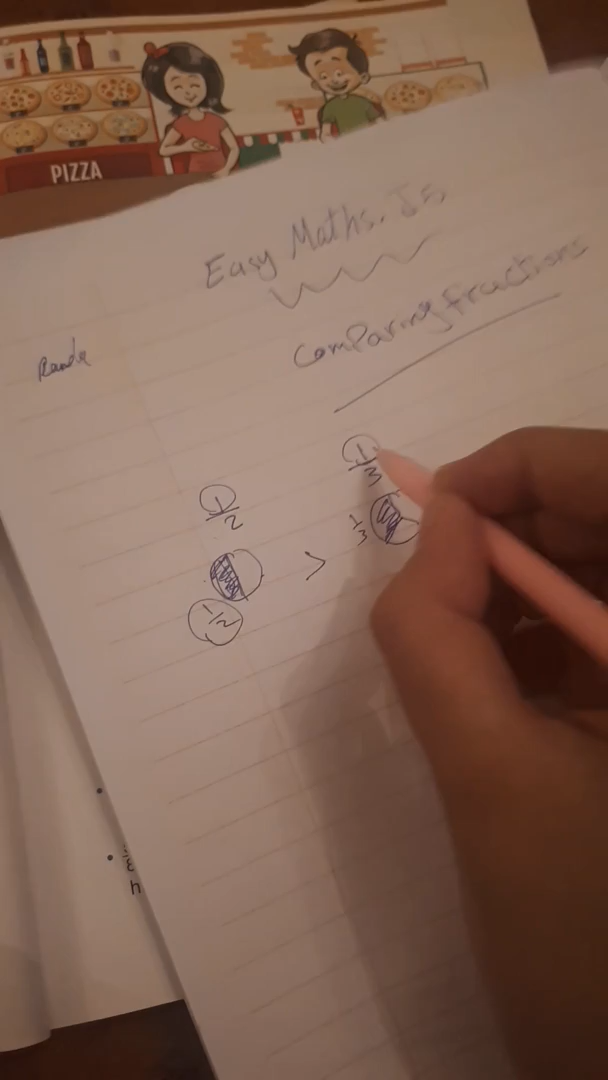 PIZZA
Easy Maths. J5
Comparing fractions
1/2
1/3
1/3
>
1/2
h